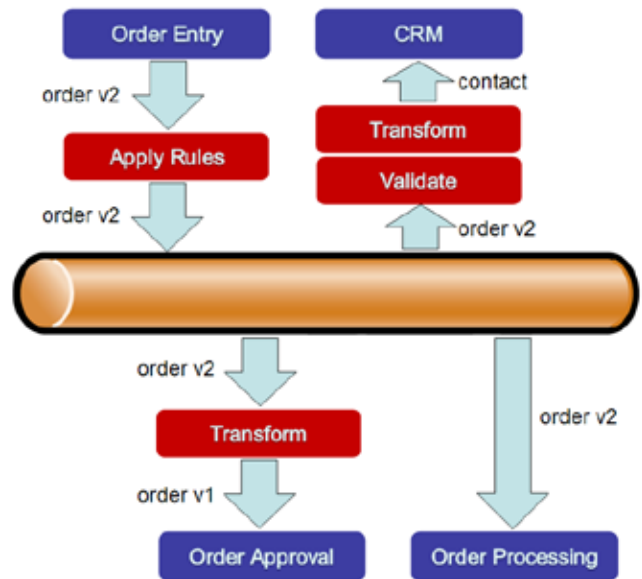 Order Entry
CRM
order v2
contact
Transform
Apply Rules
Validate
order v2
order v2
order v2
order v2
Transform
order v1
Order Approval
Order Processing